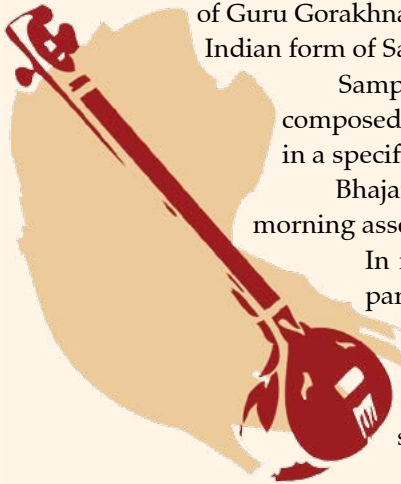 of Guru Gorakhna
Indian form of Sa
Samp
composed
in a specif
Bhaja
morning asse
In
par
s